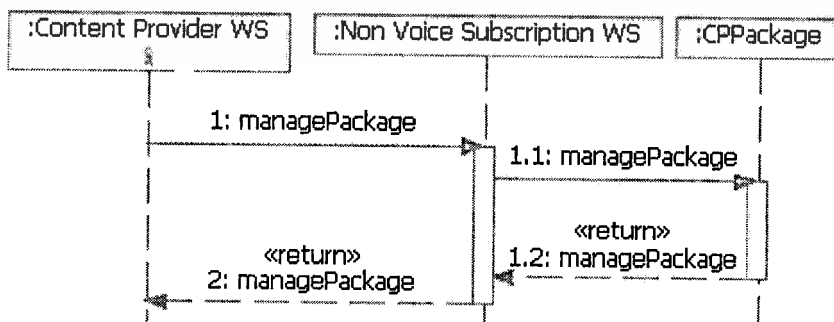 :Content Provider WS
:Non Voice Subscription WS
:CPPackage
1: managePackage
1.1: managePackage
«return»
1.2: managePackage
«return»
2: managePackage